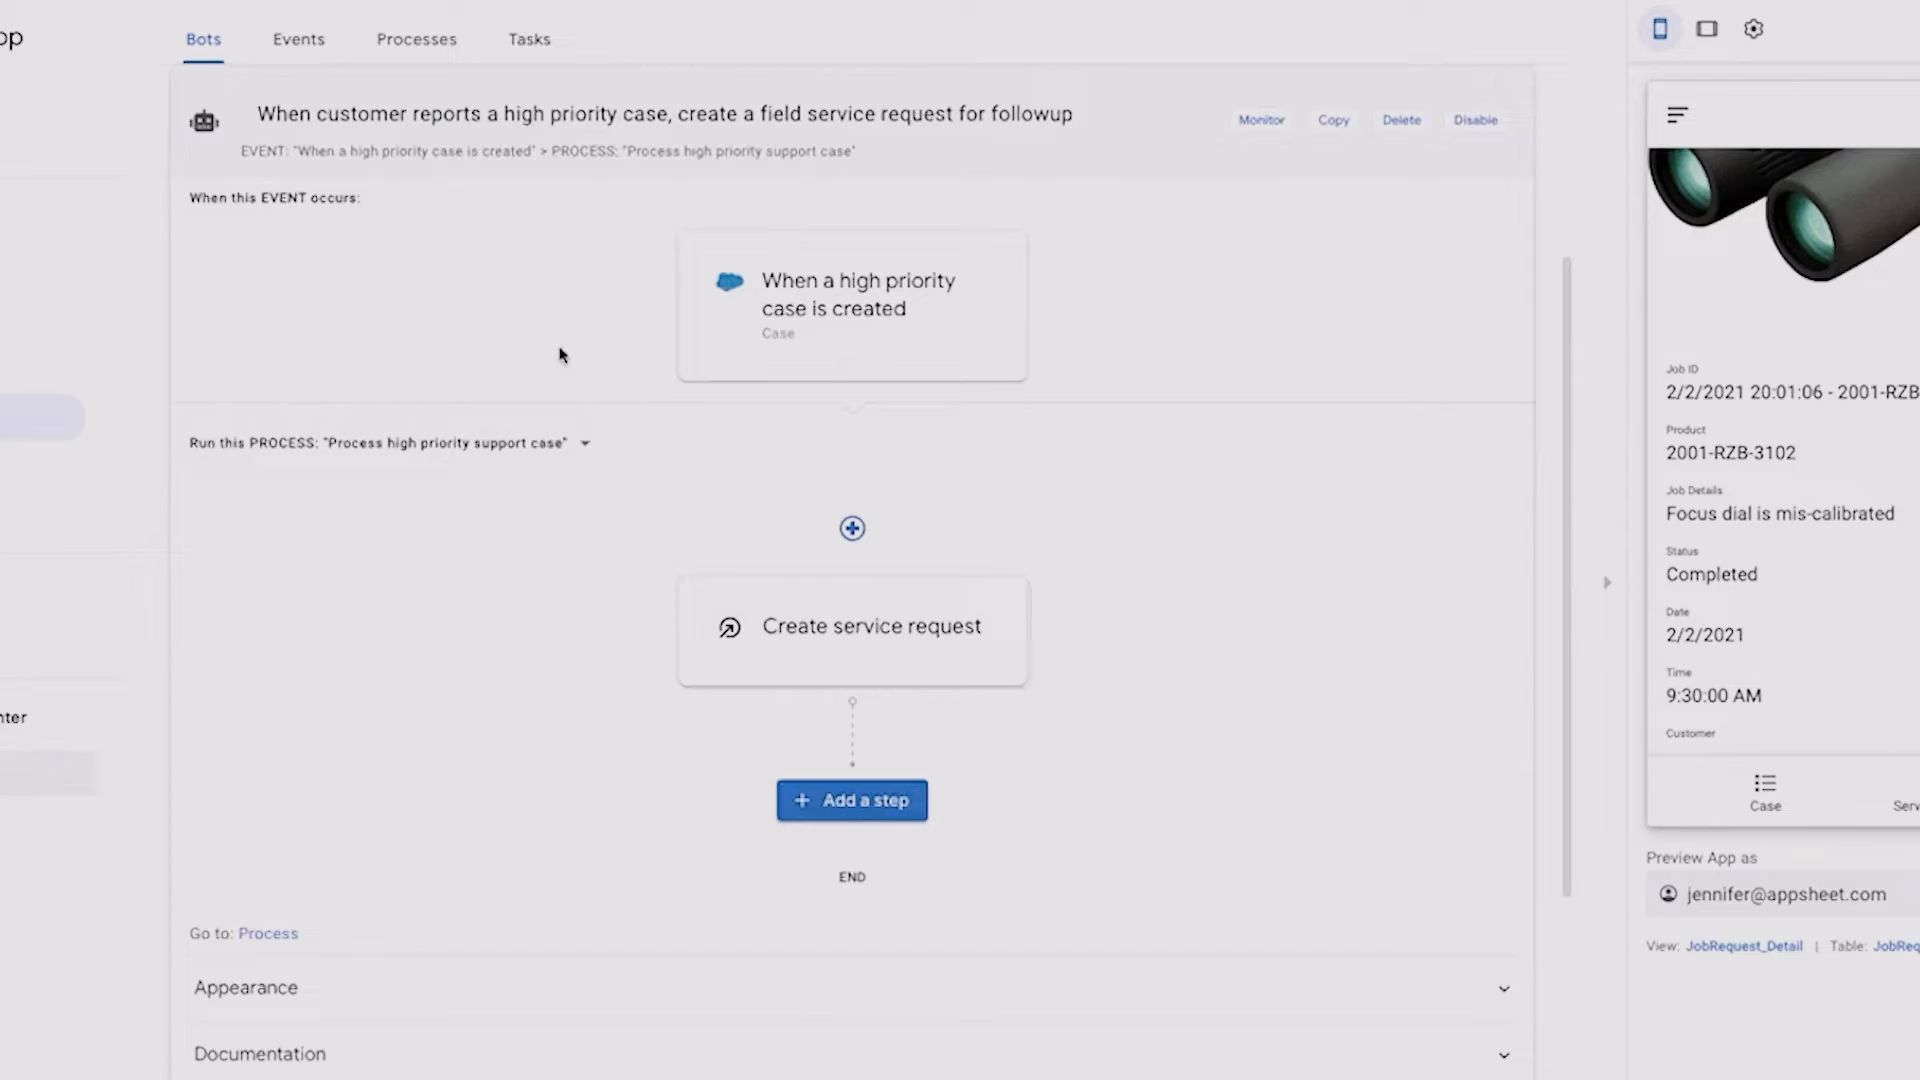 op
Bots
Events
Processes
Tasks
When customer reports a high priority case, create a field service request for followup
Monitor
Copy
Delete
Disable
EVENT: "When a high priority case is created" > PROCESS: "Process high priority support case"
When this EVENT occurs:
When a high priority
case is created
Case
Run this PROCESS: "Process high priority support case"
Create service request
+ Add a step
END
Go to: Process
Appearance
Documentation
nter
Job ID
2/2/2021 20:01:06 - 2001-RZB
Product
2001-RZB-3102
Job Details
Focus dial is mis-calibrated
Status
Completed
Date
2/2/2021
Time
9:30:00 AM
Customer
Case
Serv
Preview App as
jennifer@appsheet.com
View: JobRequest_Detail | Table: JobReq